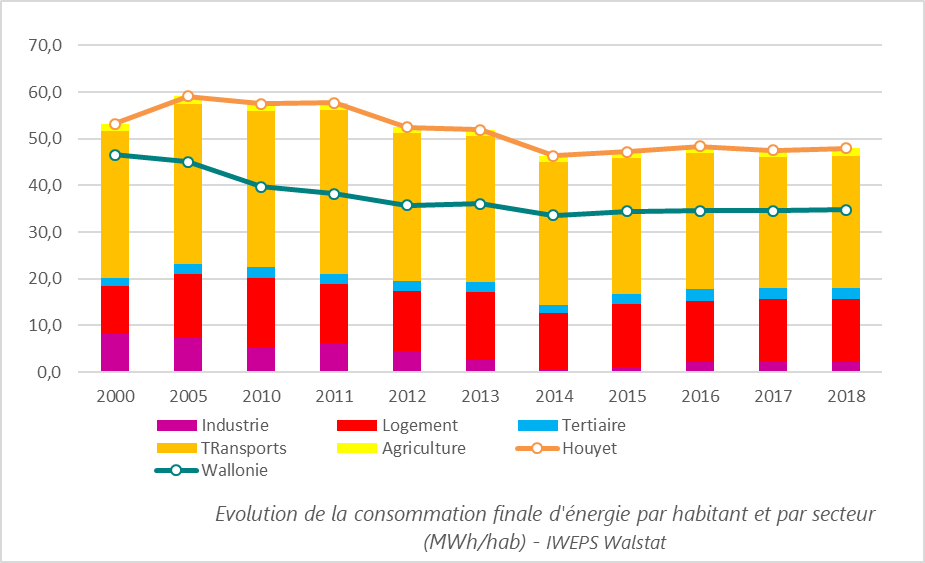 70,0
60,0
50,0
40,0
30,0
20,0
10,0
0,0
2000 2005 2010 2011 2012 2013 2014 2015 2016 2017 2018
Industrie Logement Tertiaire
TRansports Agriculture Houyet
Wallonie
Evolution de la consommation finale d'énergie par habitant et par secteur
(MWh/hab) - IWEPS Walstat